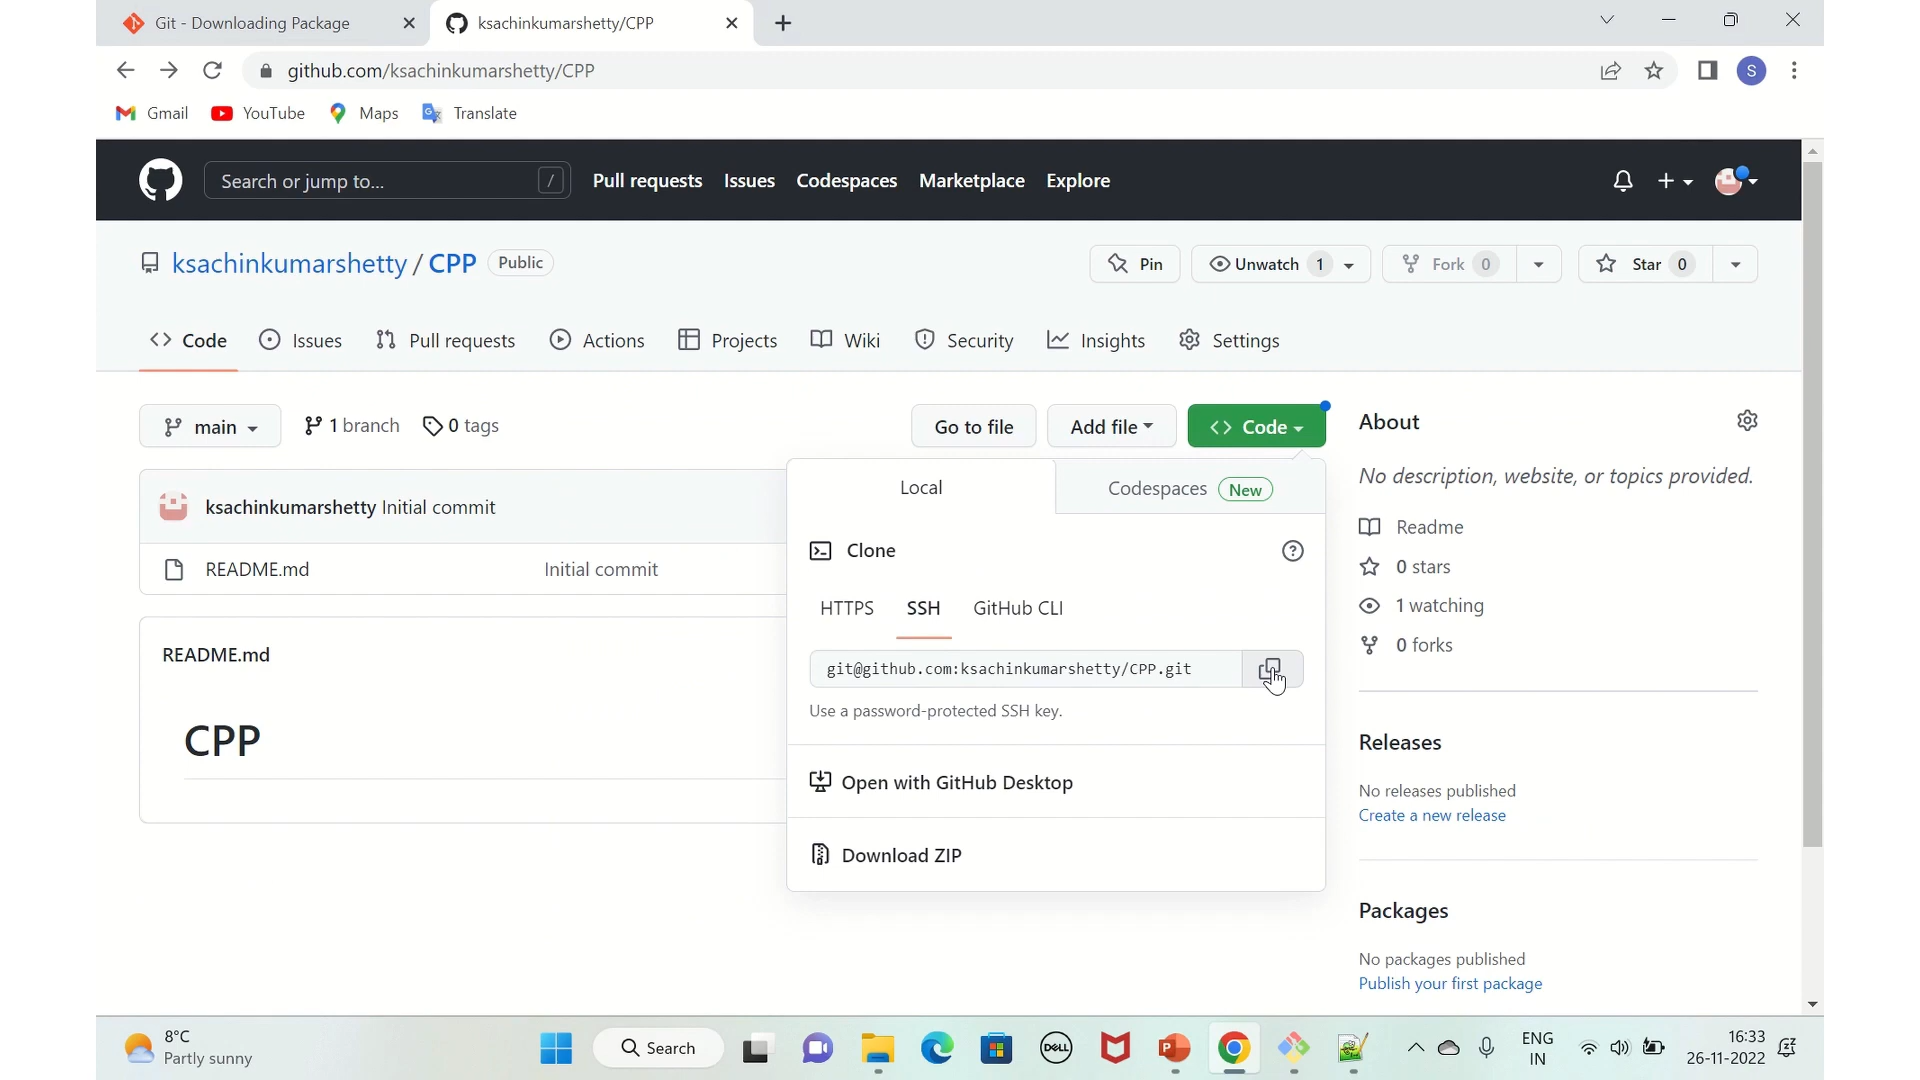 Git - Downloading Package
ksachinkumarshetty/CPP
github.com/ksachinkumarshetty/CPP
S
Gmail YouTube Maps Translate
Search or jump to... /
Pull requests Issues Codespaces Marketplace Explore
ksachinkumarshetty / CPP Public
Pin Unwatch 1 Fork 0 Star 0
Code Issues Pull requests Actions Projects Wiki Security Insights Settings
main 1 branch 0 tags Go to file Add file Code
ksachinkumarshetty Initial commit
README.md Initial commit
README.md
CPP
Local Codespaces New
Clone
HTTPS SSH GitHub CLI
git@github.com:ksachinkumarshetty/CPP.git
Use a password-protected SSH key.
Open with GitHub Desktop
Download ZIP
About
No description, website, or topics provided.
Readme
0 stars
1 watching
0 forks
Releases
No releases published
Create a new release
Packages
No packages published
Publish your first package
8°C
Partly sunny
Search
DELL
P
ENG
IN
16:33
26-11-2022